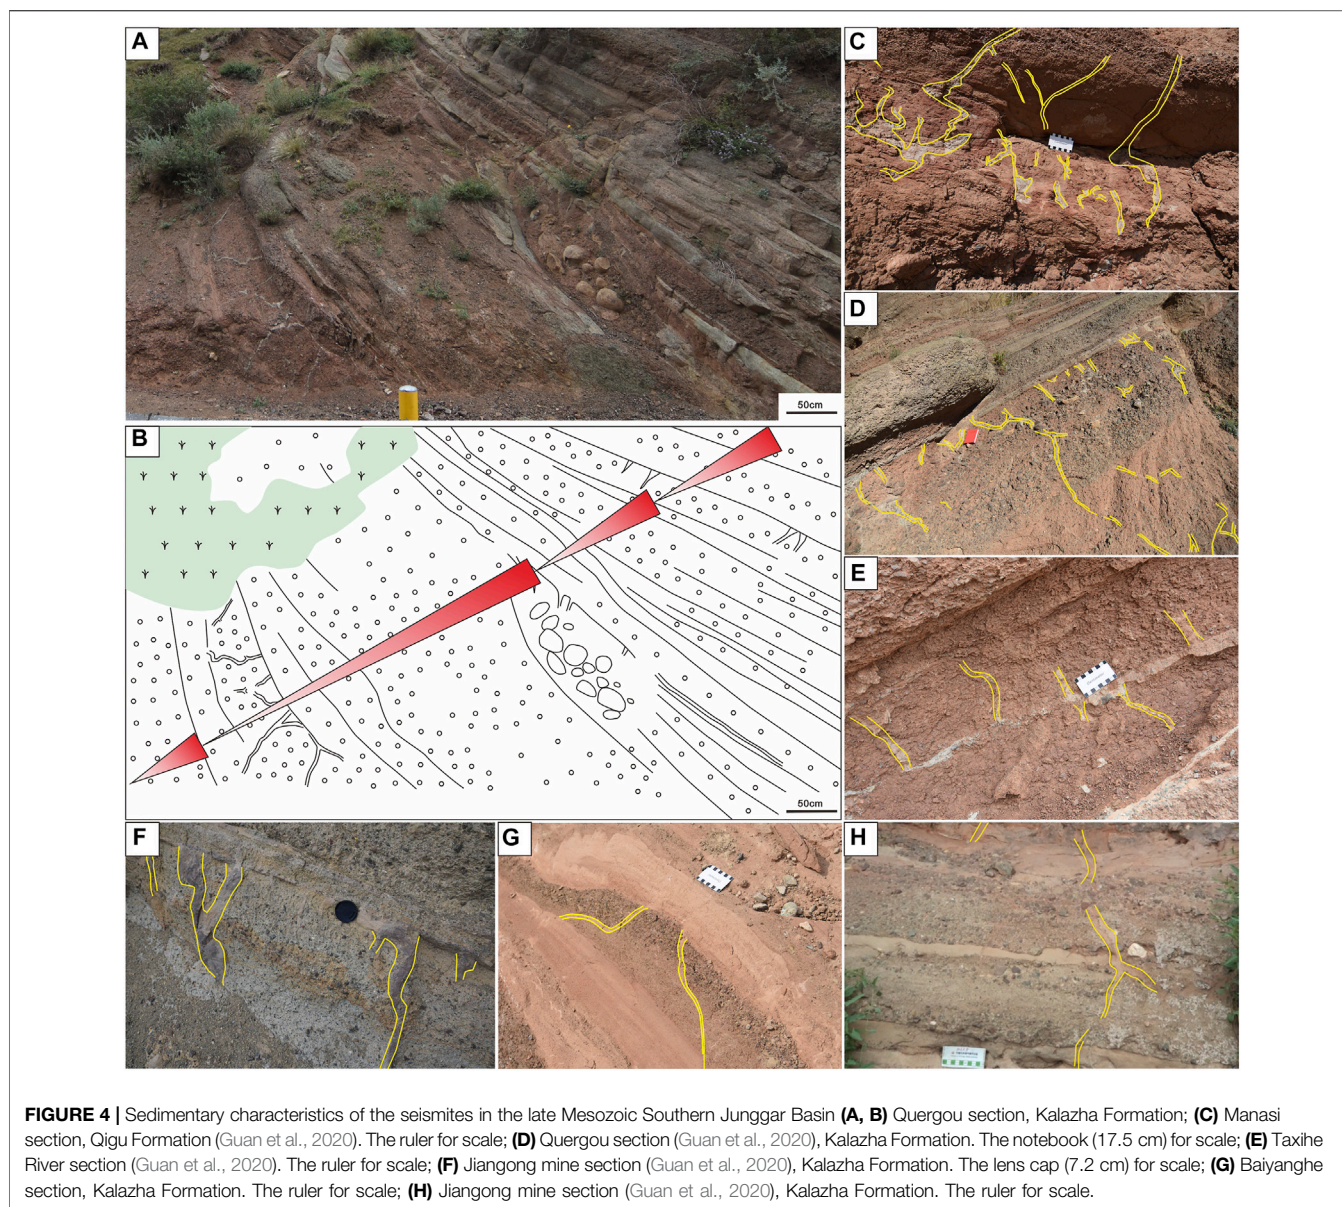 A
C
D
50cm
B
E
50cm
F
G
H
FIGURE 4 | Sedimentary characteristics of the seismites in the late Mesozoic Southern Junggar Basin (A, B) Quergou section, Kalazha Formation; (C) Manasi
section, Qigu Formation (Guan et al., 2020). The ruler for scale; (D) Quergou section (Guan et al., 2020), Kalazha Formation. The notebook (17.5 cm) for scale; (E) Taxihe
River section (Guan et al., 2020). The ruler for scale; (F) Jiangong mine section (Guan et al., 2020), Kalazha Formation. The lens cap (7.2 cm) for scale; (G) Baiyanghe
section, Kalazha Formation. The ruler for scale; (H) Jiangong mine section (Guan et al., 2020), Kalazha Formation. The ruler for scale.